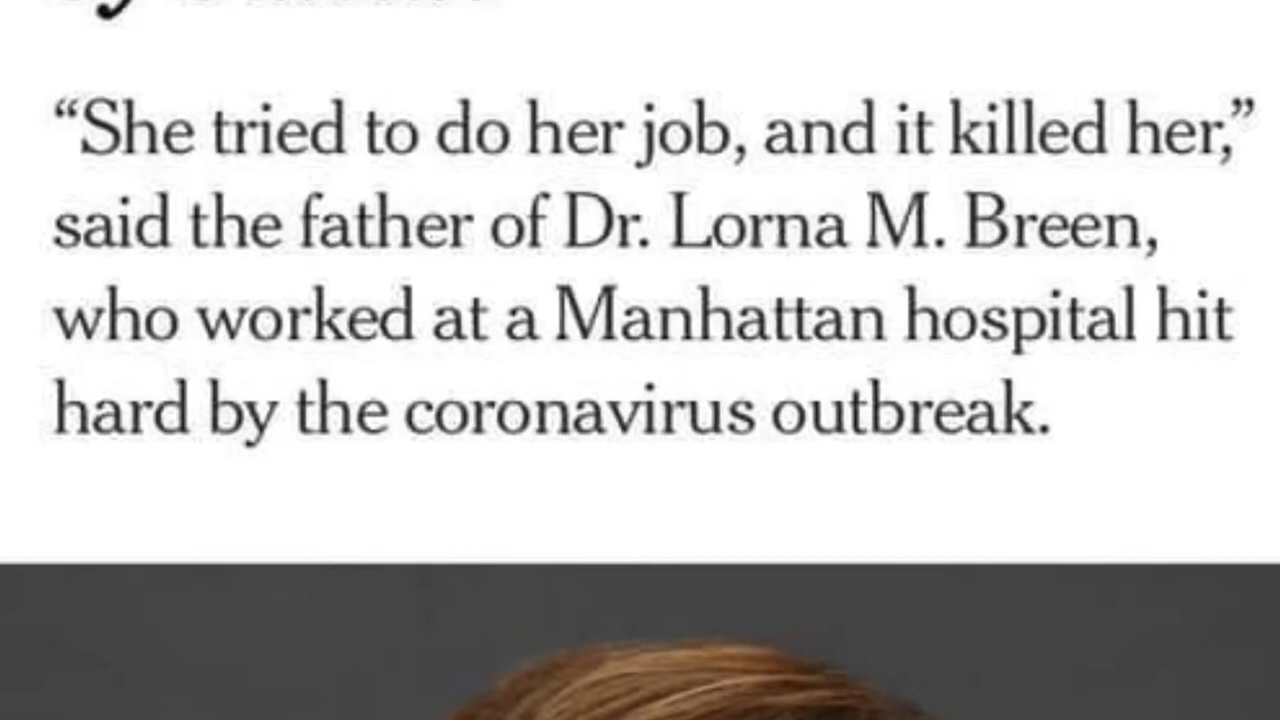 “She tried to do her job, and it killed her,”
said the father of Dr. Lorna M. Breen,
who worked at a Manhattan hospital hit
hard by the coronavirus outbreak.